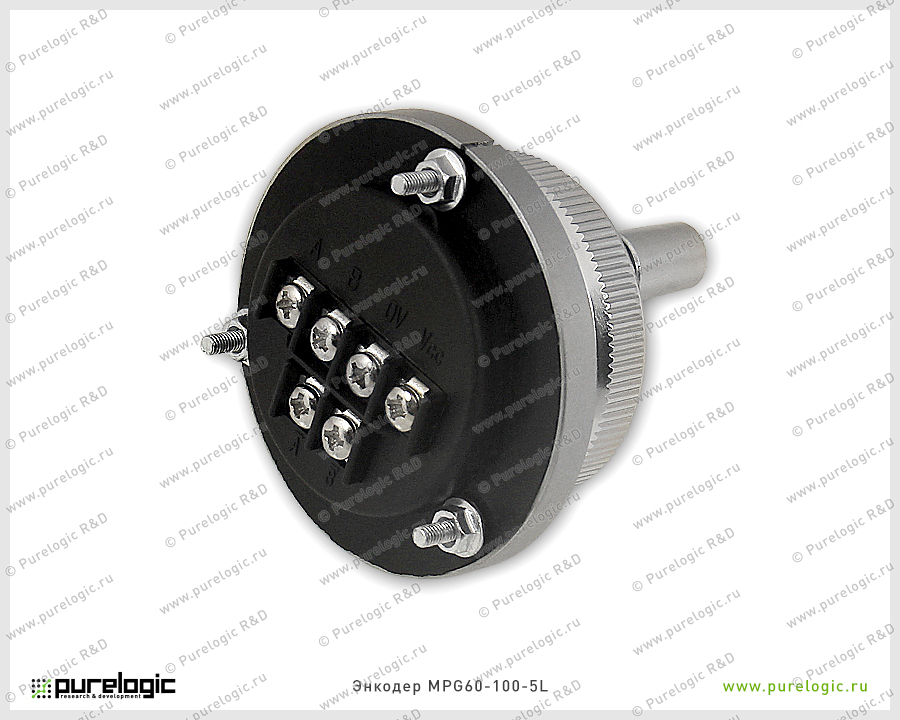 A
B
0V
Vcc
A
B
purelogic
research & development
Энкодер MPG60-100-5L
www.purelogic.ru
© Purelogic R&D
www.purelogic.ru